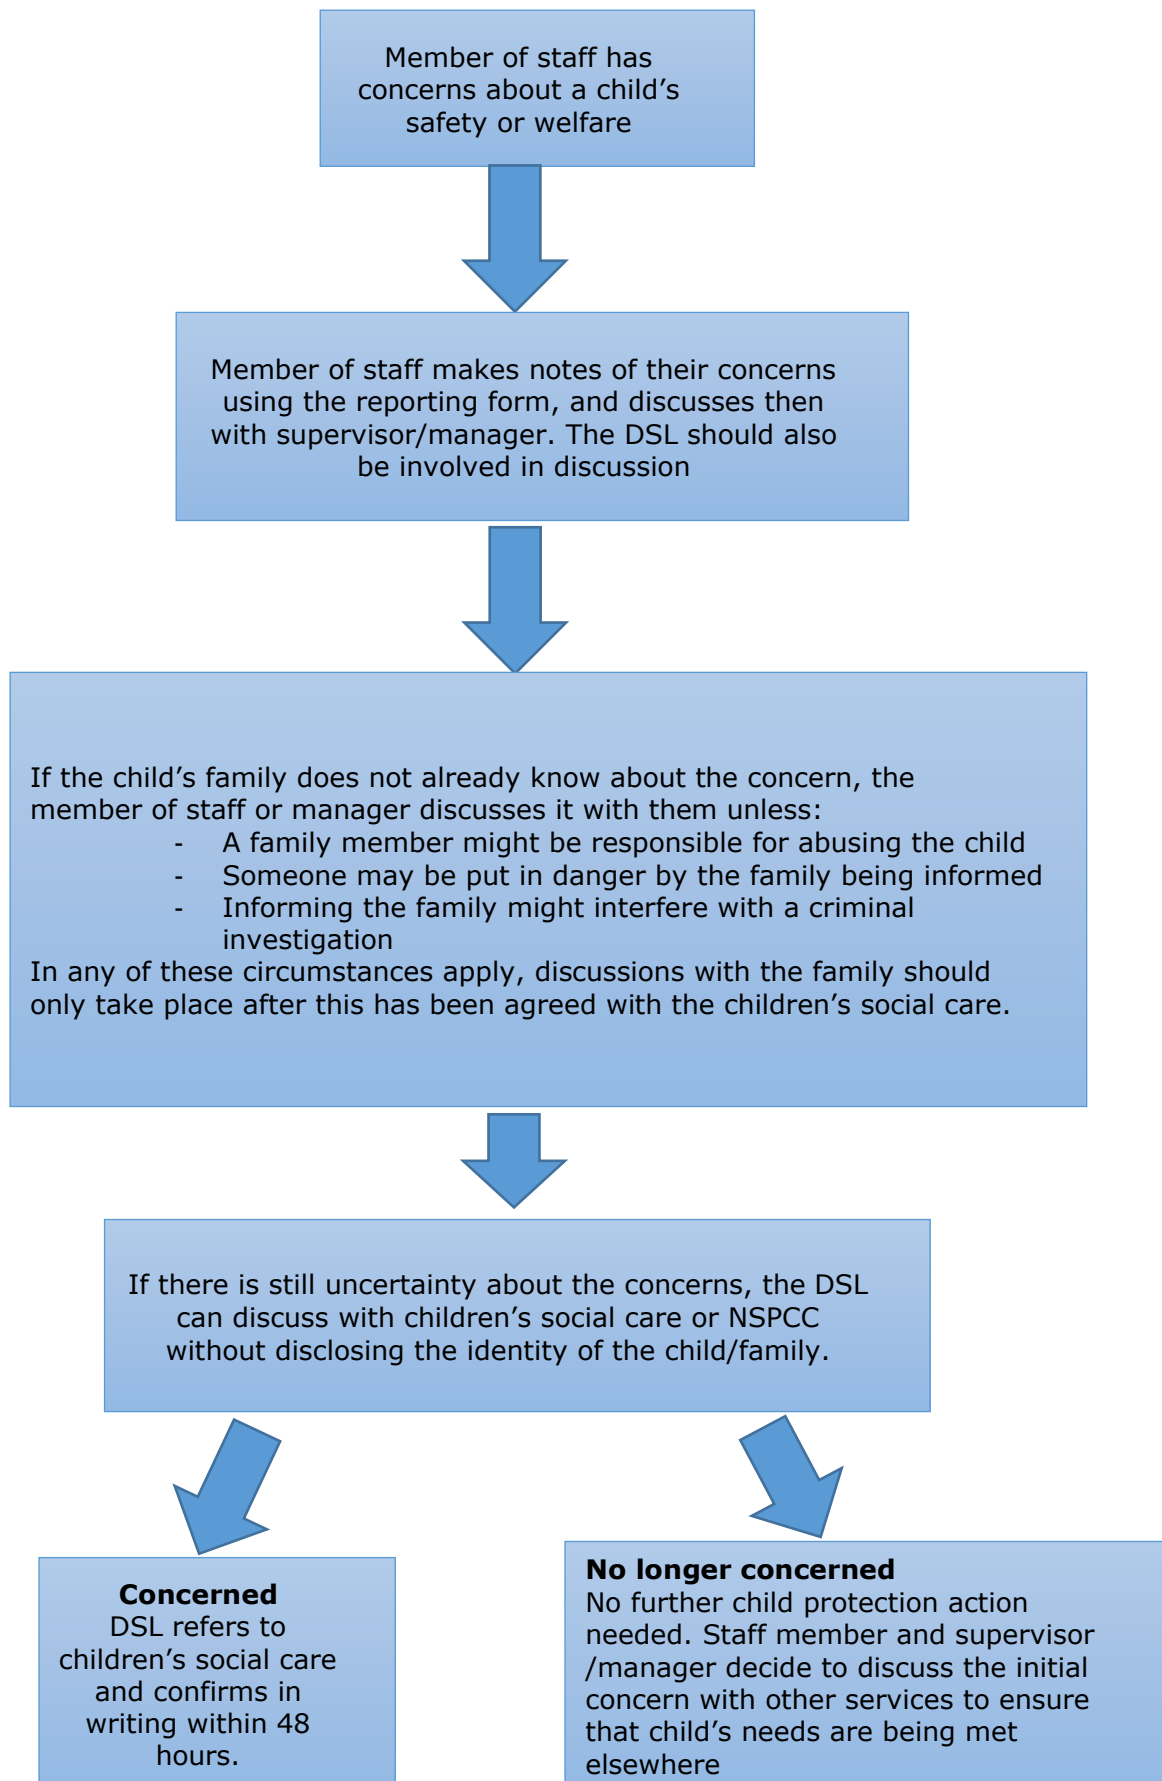 Member of staff has
concerns about a child’s
safety or welfare
Member of staff makes notes of their concerns
using the reporting form, and discusses then
with supervisor/manager. The DSL should also
be involved in discussion
If the child’s family does not already know about the concern, the
member of staff or manager discusses it with them unless:
- A family member might be responsible for abusing the child
- Someone may be put in danger by the family being informed
- Informing the family might interfere with a criminal
investigation
In any of these circumstances apply, discussions with the family should
only take place after this has been agreed with the children’s social care.
If there is still uncertainty about the concerns, the DSL
can discuss with children’s social care or NSPCC
without disclosing the identity of the child/family.
Concerned
DSL refers to
children’s social care
and confirms in
writing within 48
hours.
No longer concerned
No further child protection action
needed. Staff member and supervisor
/manager decide to discuss the initial
concern with other services to ensure
that child’s needs are being met
elsewhere